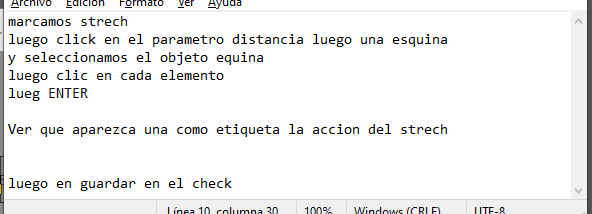 Archivo Edición Formato Ver Ayuda
marcamos strech
luego click en el parametro distancia luego una esquina
y seleccionamos el objeto equina
luego clic en cada elemento
lueg ENTER
Ver que aparezca una como etiqueta la accion del strech
luego en guardar en el check
Línea 10, columna 30 100% Windows (CRLF) UTF-8